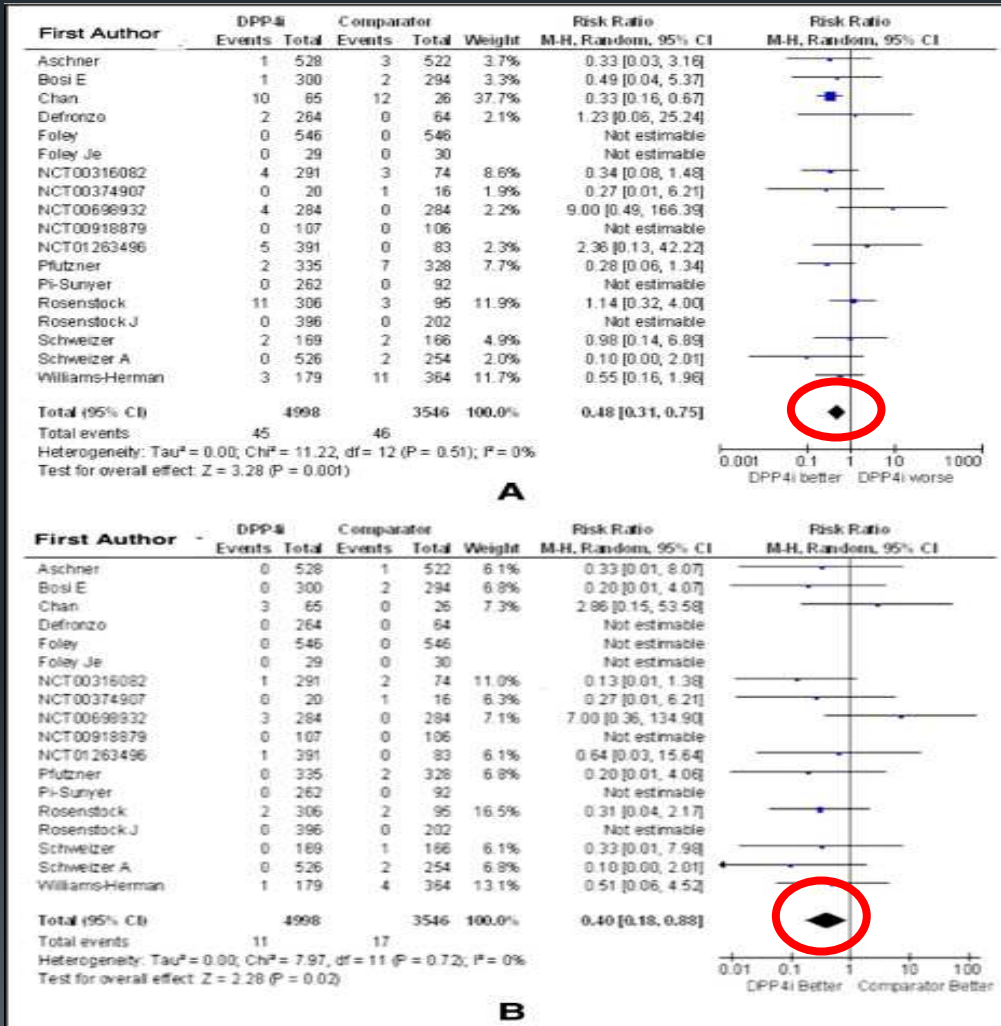 First Author DPP4i Comparator Risk Ratio Risk Ratio
Events Total Events Total Weight M-H, Random, 95% CI M-H, Random, 95% CI
Aschner 1 528 3 522 3.7% 0.33 [0.03, 3.16]
Bosi E 1 300 2 294 3.3% 0.49 [0.04, 5.37]
Chan 10 65 12 26 37.7% 0.33 [0.16, 0.67]
Defronzo 2 264 0 64 2.1% 1.23 [0.06, 25.24]
Foley 0 546 0 546 Not estimable
Foley Je 0 29 0 30 Not estimable
NCT00316082 4 291 3 74 8.6% 0.34 [0.08, 1.48]
NCT00374907 0 20 1 16 1.9% 0.27 [0.01, 6.21]
NCT00698932 4 284 0 284 2.2% 9.00 [0.49, 166.39]
NCT00918879 0 107 0 106 Not estimable
NCT01263496 5 391 0 83 2.3% 2.36 [0.13, 42.22]
Pfutzner 2 335 7 328 7.7% 0.28 [0.06, 1.34]
Pi-Sunyer 0 262 0 92 Not estimable
Rosenstock 11 306 3 95 11.9% 1.14 [0.32, 4.00]
Rosenstock J 0 396 0 202 Not estimable
Schweizer 2 169 2 166 4.9% 0.98 [0.14, 6.89]
Schweizer A 0 526 2 254 2.0% 0.10 [0.00, 2.01]
Williams-Herman 3 179 11 364 11.7% 0.55 [0.16, 1.96]
Total (95% CI) 4998 3546 100.0% 0.48 [0.31, 0.75]
Total events 45 46
Heterogeneity: Tau² = 0.00; Chi² = 11.22, df = 12 (P = 0.51); I² = 0%
Test for overall effect: Z = 3.28 (P = 0.001)
0.001 0.1 1 10 1000
DPP4i better DPP4i worse
A
First Author - DPP4i Comparator Risk Ratio Risk Ratio
Events Total Events Total Weight M-H, Random, 95% CI M-H, Random, 95% CI
Aschner 0 528 1 522 6.1% 0.33 [0.01, 8.07]
Bosi E 0 300 2 294 6.8% 0.20 [0.01, 4.07]
Chan 3 65 0 26 7.3% 2.86 [0.15, 53.58]
Defronzo 0 264 0 64 Not estimable
Foley 0 546 0 546 Not estimable
Foley Je 0 29 0 30 Not estimable
NCT00316082 1 291 2 74 11.0% 0.13 [0.01, 1.38]
NCT00374907 0 20 1 16 6.3% 0.27 [0.01, 6.21]
NCT00698932 3 284 0 284 7.1% 7.00 [0.36, 134.90]
NCT00918879 0 107 0 106 Not estimable
NCT01263496 1 391 0 83 6.1% 0.64 [0.03, 15.64]
Pfutzner 0 335 2 328 6.8% 0.20 [0.01, 4.06]
Pi-Sunyer 0 262 0 92 Not estimable
Rosenstock 2 306 2 95 16.5% 0.31 [0.04, 2.17]
Rosenstock J 0 396 0 202 Not estimable
Schweizer 0 169 1 166 6.1% 0.33 [0.01, 7.98]
Schweizer A 0 526 2 254 6.8% 0.10 [0.00, 2.01]
Williams-Herman 1 179 4 364 13.1% 0.51 [0.06, 4.52]
Total (95% CI) 4998 3546 100.0% 0.40 [0.18, 0.88]
Total events 11 17
Heterogeneity: Tau² = 0.00; Chi² = 7.97, df = 11 (P = 0.72); I² = 0%
Test for overall effect: Z = 2.28 (P = 0.02)
0.01 0.1 1 10 100
DPP4i Better Comparator Better
B